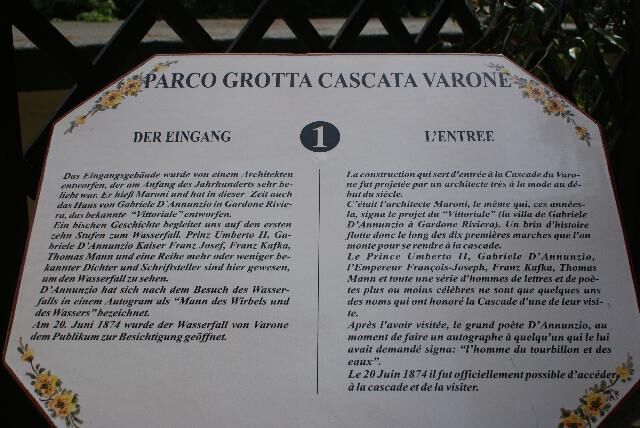 PARCO GROTTA CASCATA VARONE
1
DER EINGANG
Das Eingangsgebäude wurde von einem Architekten
entworfen, der am Anfang des Jahrhunderts sehr be-
liebt war. Er hieß Maroni und hat in dieser Zeit auch
das Haus von Gabriele D'Annunzio in Gardone Rivie-
ra, das bekannte "Vittoriale" entworfen.
Ein bischen Geschichte begleitet uns auf den ersten
zehn Stufen zum Wasserfall. Prinz Umberto II, Ga-
briele D'Annunzio Kaiser Franz Josef, Franz Kafka,
Thomas Mann und eine Reihe mehr oder weniger be-
kannter Dichter und Schriftsteller sind hier gewesen,
um den Wasserfall zu sehen.
D'Annunzio hat sich nach dem Besuch des Wasser-
falls in einem Autogram als "Mann des Wirbels und
des Wassers" bezeichnet.
Am 20. Juni 1874 wurde der Wasserfall von Varone
dem Publikum zur Besichtigung geöffnet.
L'ENTREE
La construction qui sert d'entrée à la Cascade du Varo-
ne fut projetée par un architecte très à la mode au dé-
but du siècle.
C'était l'architecte Maroni, le même qui, ces années-
la, signa le projet du "Vittoriale" (la villa de Gabriele
D'Annunzio à Gardone Riviera). Un brin d'histoire
flotte donc le long des dix premières marches que l'on
monte pour se rendre à la cascade.
Le Prince Umberto II, Gabriele D'Annunzio,
l'Empereur François-Joseph, Franz Kafka, Thomas
Mann et toute une série d'hommes de lettres et de poè-
tes plus ou moins célèbres ne sont que quelques uns
des noms qui ont honoré la Cascade d'une de leur visi-
te.
Après l'avoir visitée, le grand poète D'Annunzio, au
moment de faire un autographe à quelqu'un qui le lui
avait demandé signa: "l'homme du tourbillon et des
eaux".
Le 20 Juin 1874 il fut officiellement possible d'accéder
à la cascade et de la visiter.